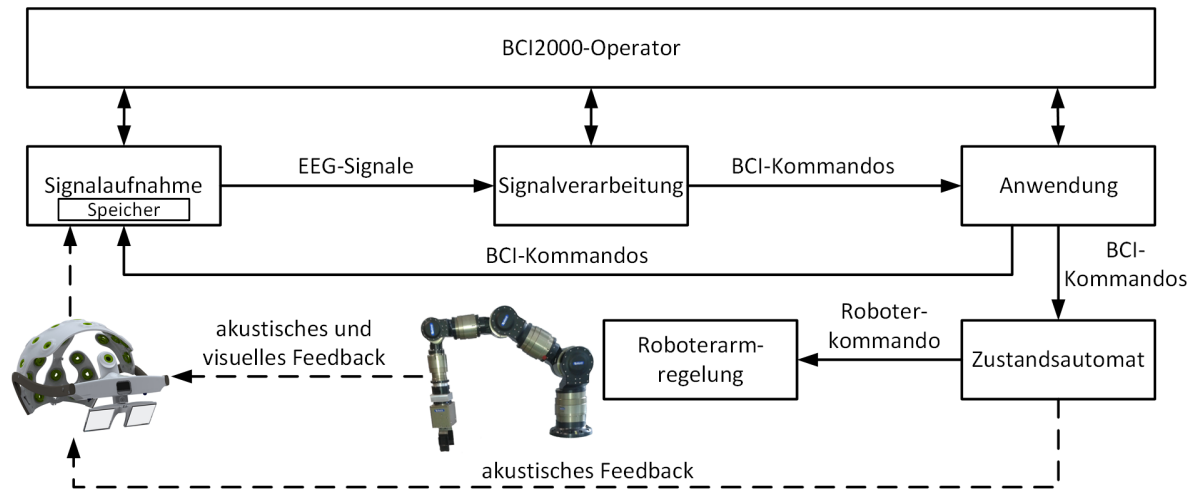 BCI2000-Operator
Signalaufnahme
Speicher
EEG-Signale
Signalverarbeitung
BCI-Kommandos
Anwendung
BCI-Kommandos
BCI-
Kommandos
akustisches und
visuelles Feedback
Roboterarm-
regelung
Roboter-
kommando
Zustandsautomat
akustisches Feedback